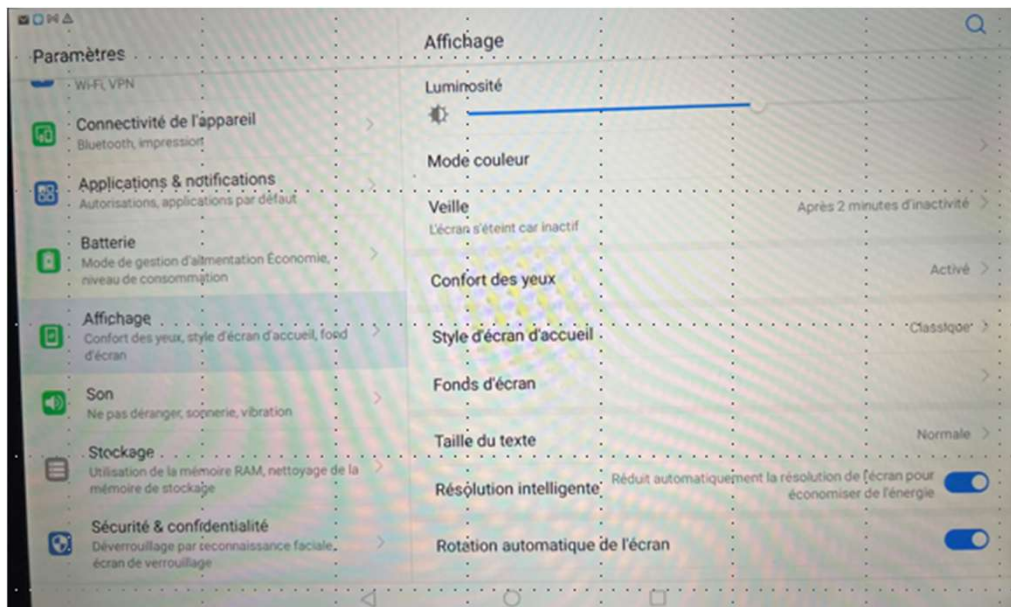 Paramètres
Wi-Fi, VPN
Connectivité de l'appareil
Bluetooth, impression
Applications & notifications
Autorisations, applications par défaut
Batterie
Mode de gestion d'alimentation Économie,
niveau de consommation
Affichage
Confort des yeux, style d'écran d'accueil, fond
d'écran
Son
Ne pas déranger, sonnerie, vibration
Stockage
Utilisation de la mémoire RAM, nettoyage de la
mémoire de stockage
Sécurité & confidentialité
Déverrouillage par reconnaissance faciale,
écran de verrouillage
Affichage
Luminosité
Mode couleur
Veille
L'écran s'éteint car inactif
Après 2 minutes d'inactivité
Confort des yeux
Activé
Style d'écran d'accueil
Classique
Fonds d'écran
Taille du texte
Normale
Résolution intelligente
Réduit automatiquement la résolution de l'écran pour
économiser de l'énergie
Rotation automatique de l'écran